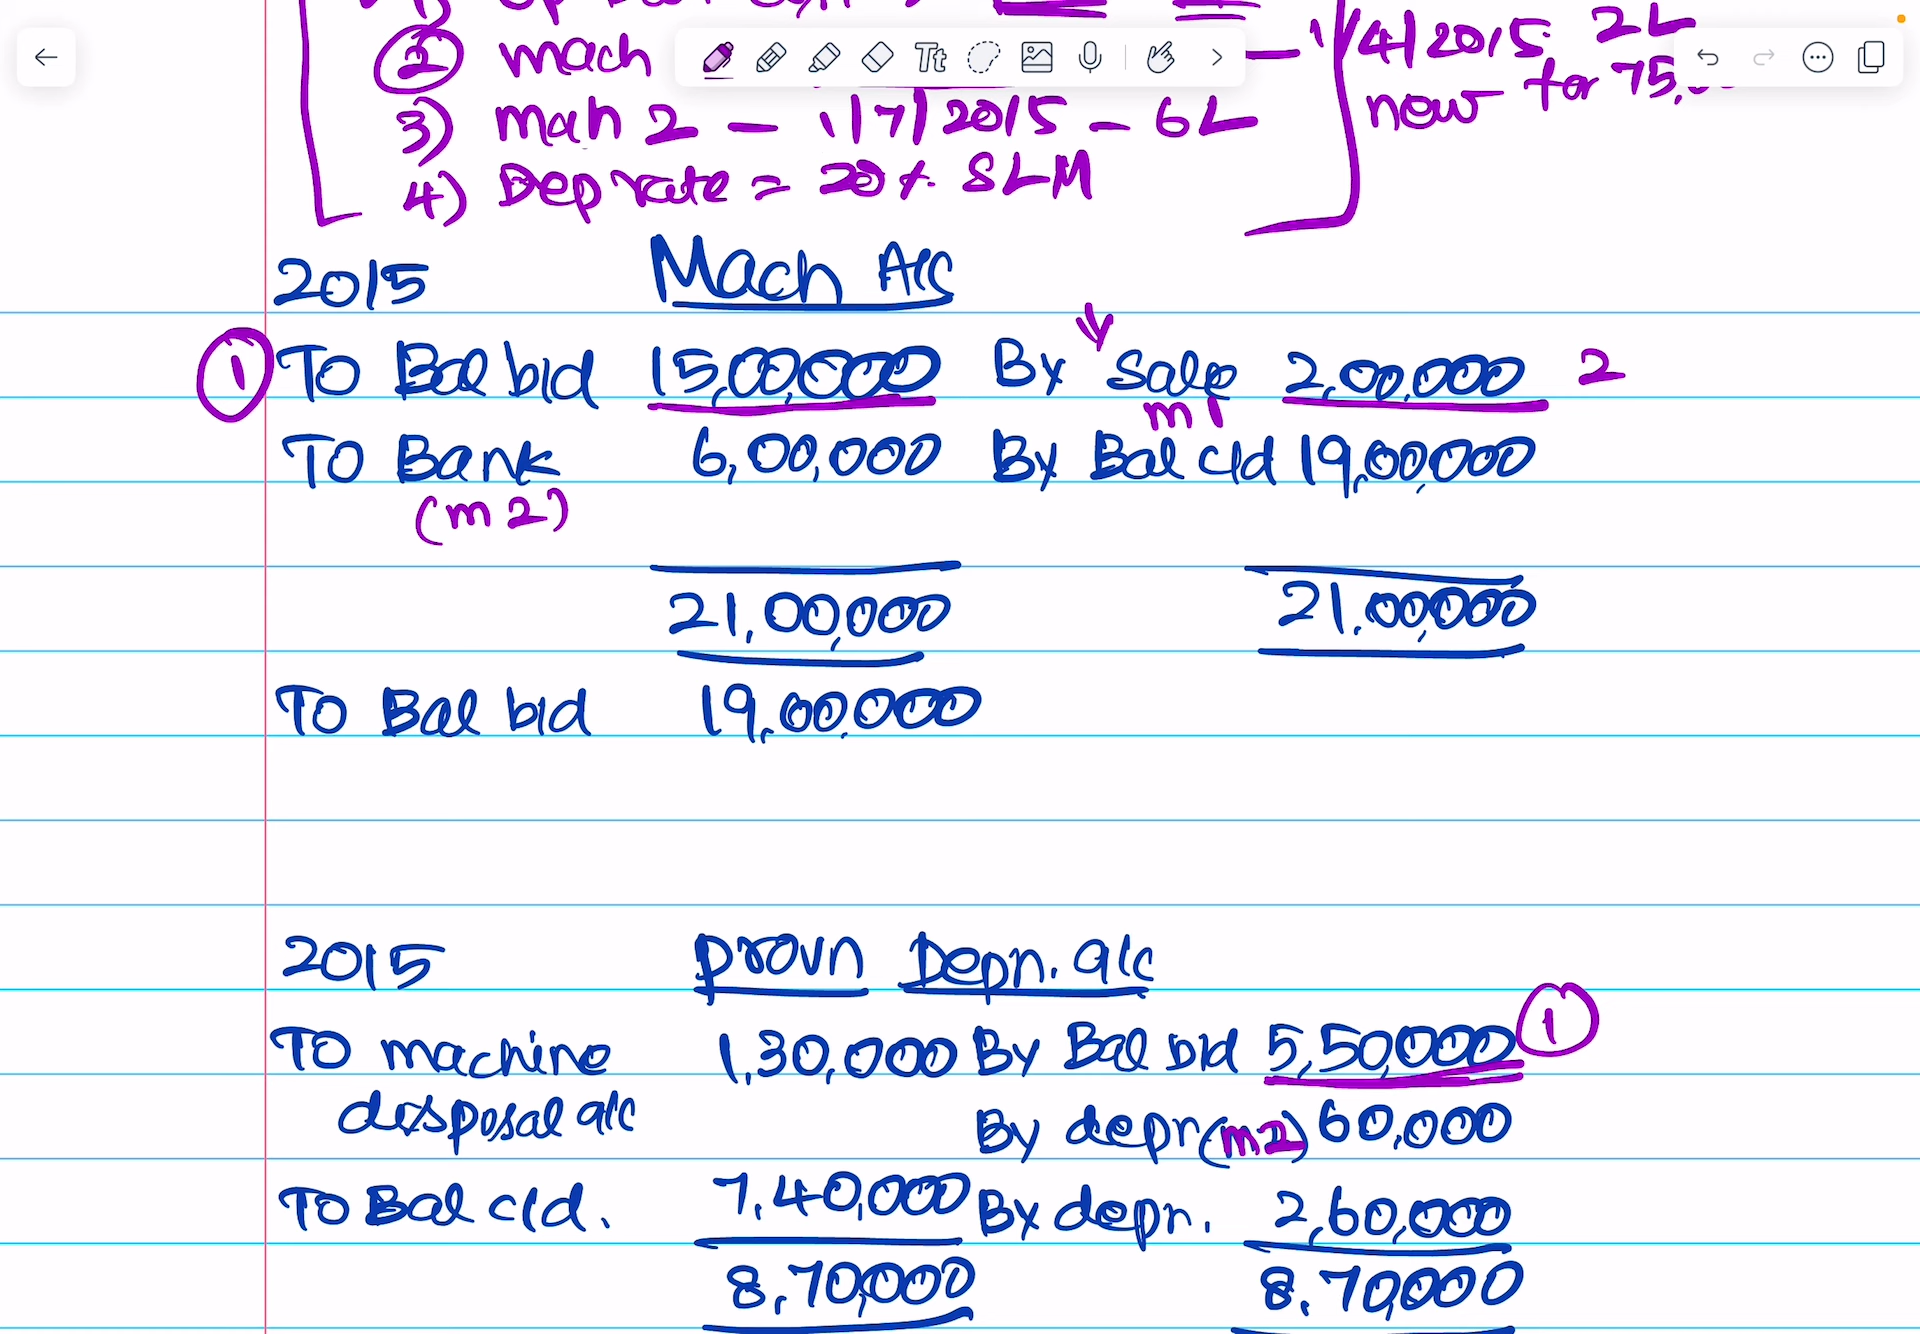 ② mach — 1/4/2015 2L
3) mah 2 — 1/7/2015 — 6L now for 75,
4) Dep rate = 20%. SLM
2015 Mach A/c
① To Bal b/d 15,00,000 By Sale 2,00,000 2
m1
To Bank 6,00,000 By Bal c/d 19,00,000
(m2)
21,00,000 21,00,000
To Bal b/d 19,00,000
2015 provn Depn. a/c
To machine 1,30,000 By Bal b/d 5,50,000 ①
disposal a/c By depr (m2) 60,000
To Bal c/d. 7,40,000 By depn. 2,60,000
8,70,000 8,70,000
Tt